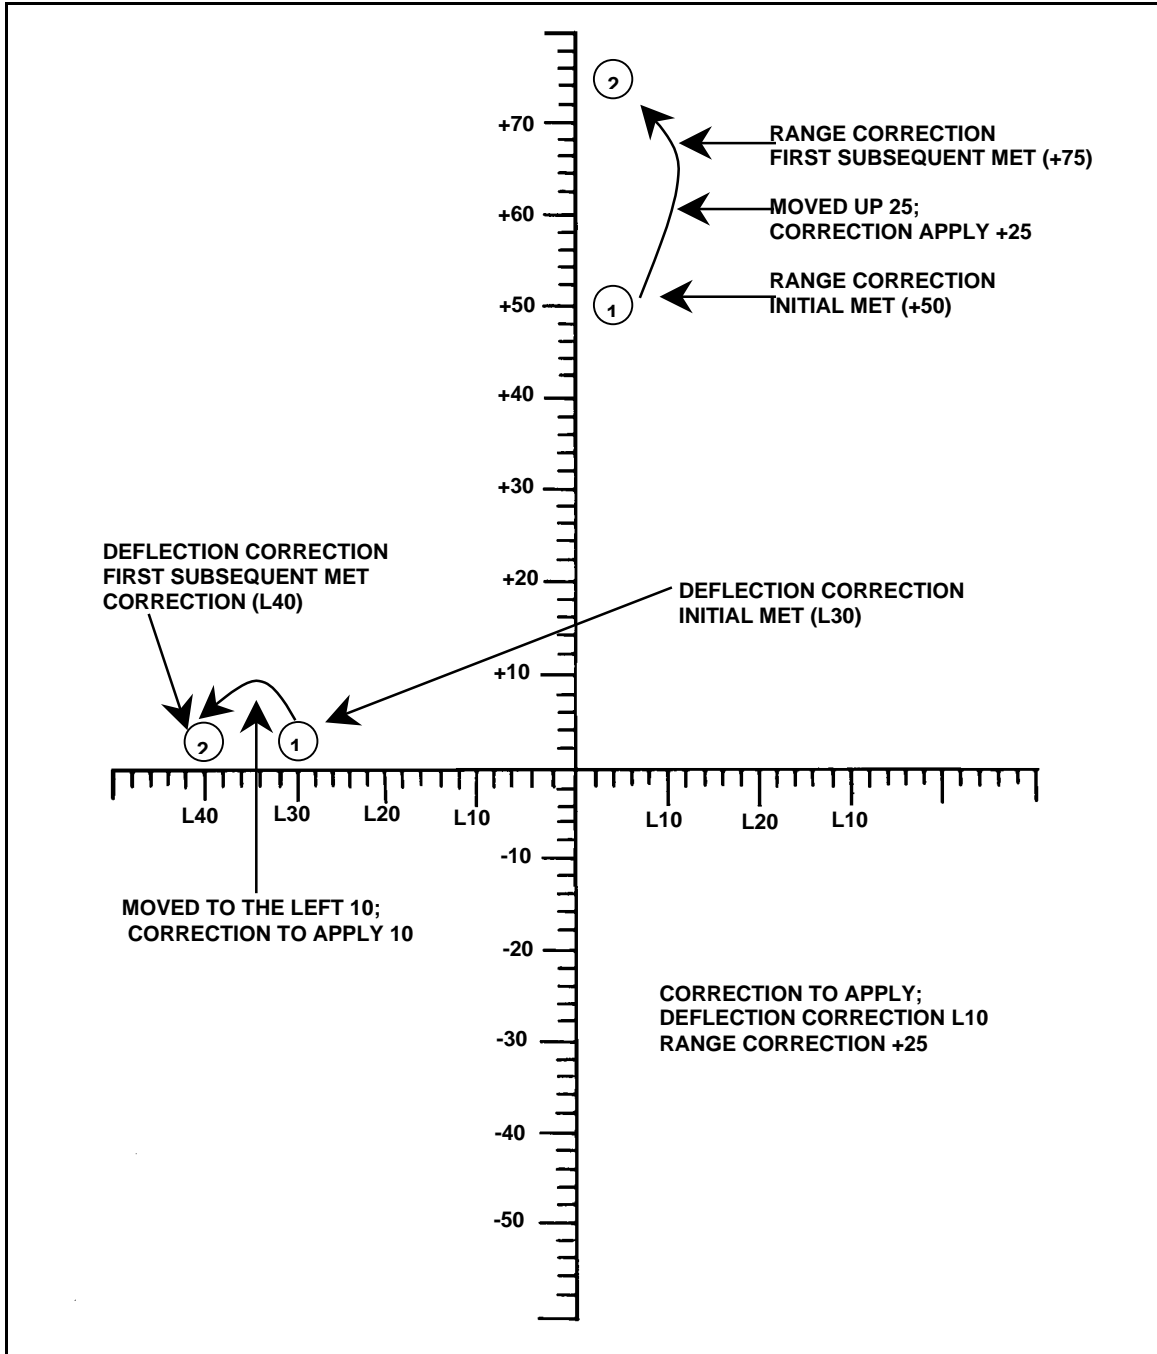 2
+70
RANGE CORRECTION
FIRST SUBSEQUENT MET (+75)
+60
MOVED UP 25;
CORRECTION APPLY +25
+50
1
RANGE CORRECTION
INITIAL MET (+50)
+40
+30
DEFLECTION CORRECTION
FIRST SUBSEQUENT MET
CORRECTION (L40)
+20
DEFLECTION CORRECTION
INITIAL MET (L30)
+10
2
1
L40
L30
L20
L10
L10
L20
L10
-10
MOVED TO THE LEFT 10;
CORRECTION TO APPLY 10
-20
CORRECTION TO APPLY;
DEFLECTION CORRECTION L10
RANGE CORRECTION +25
-30
-40
-50